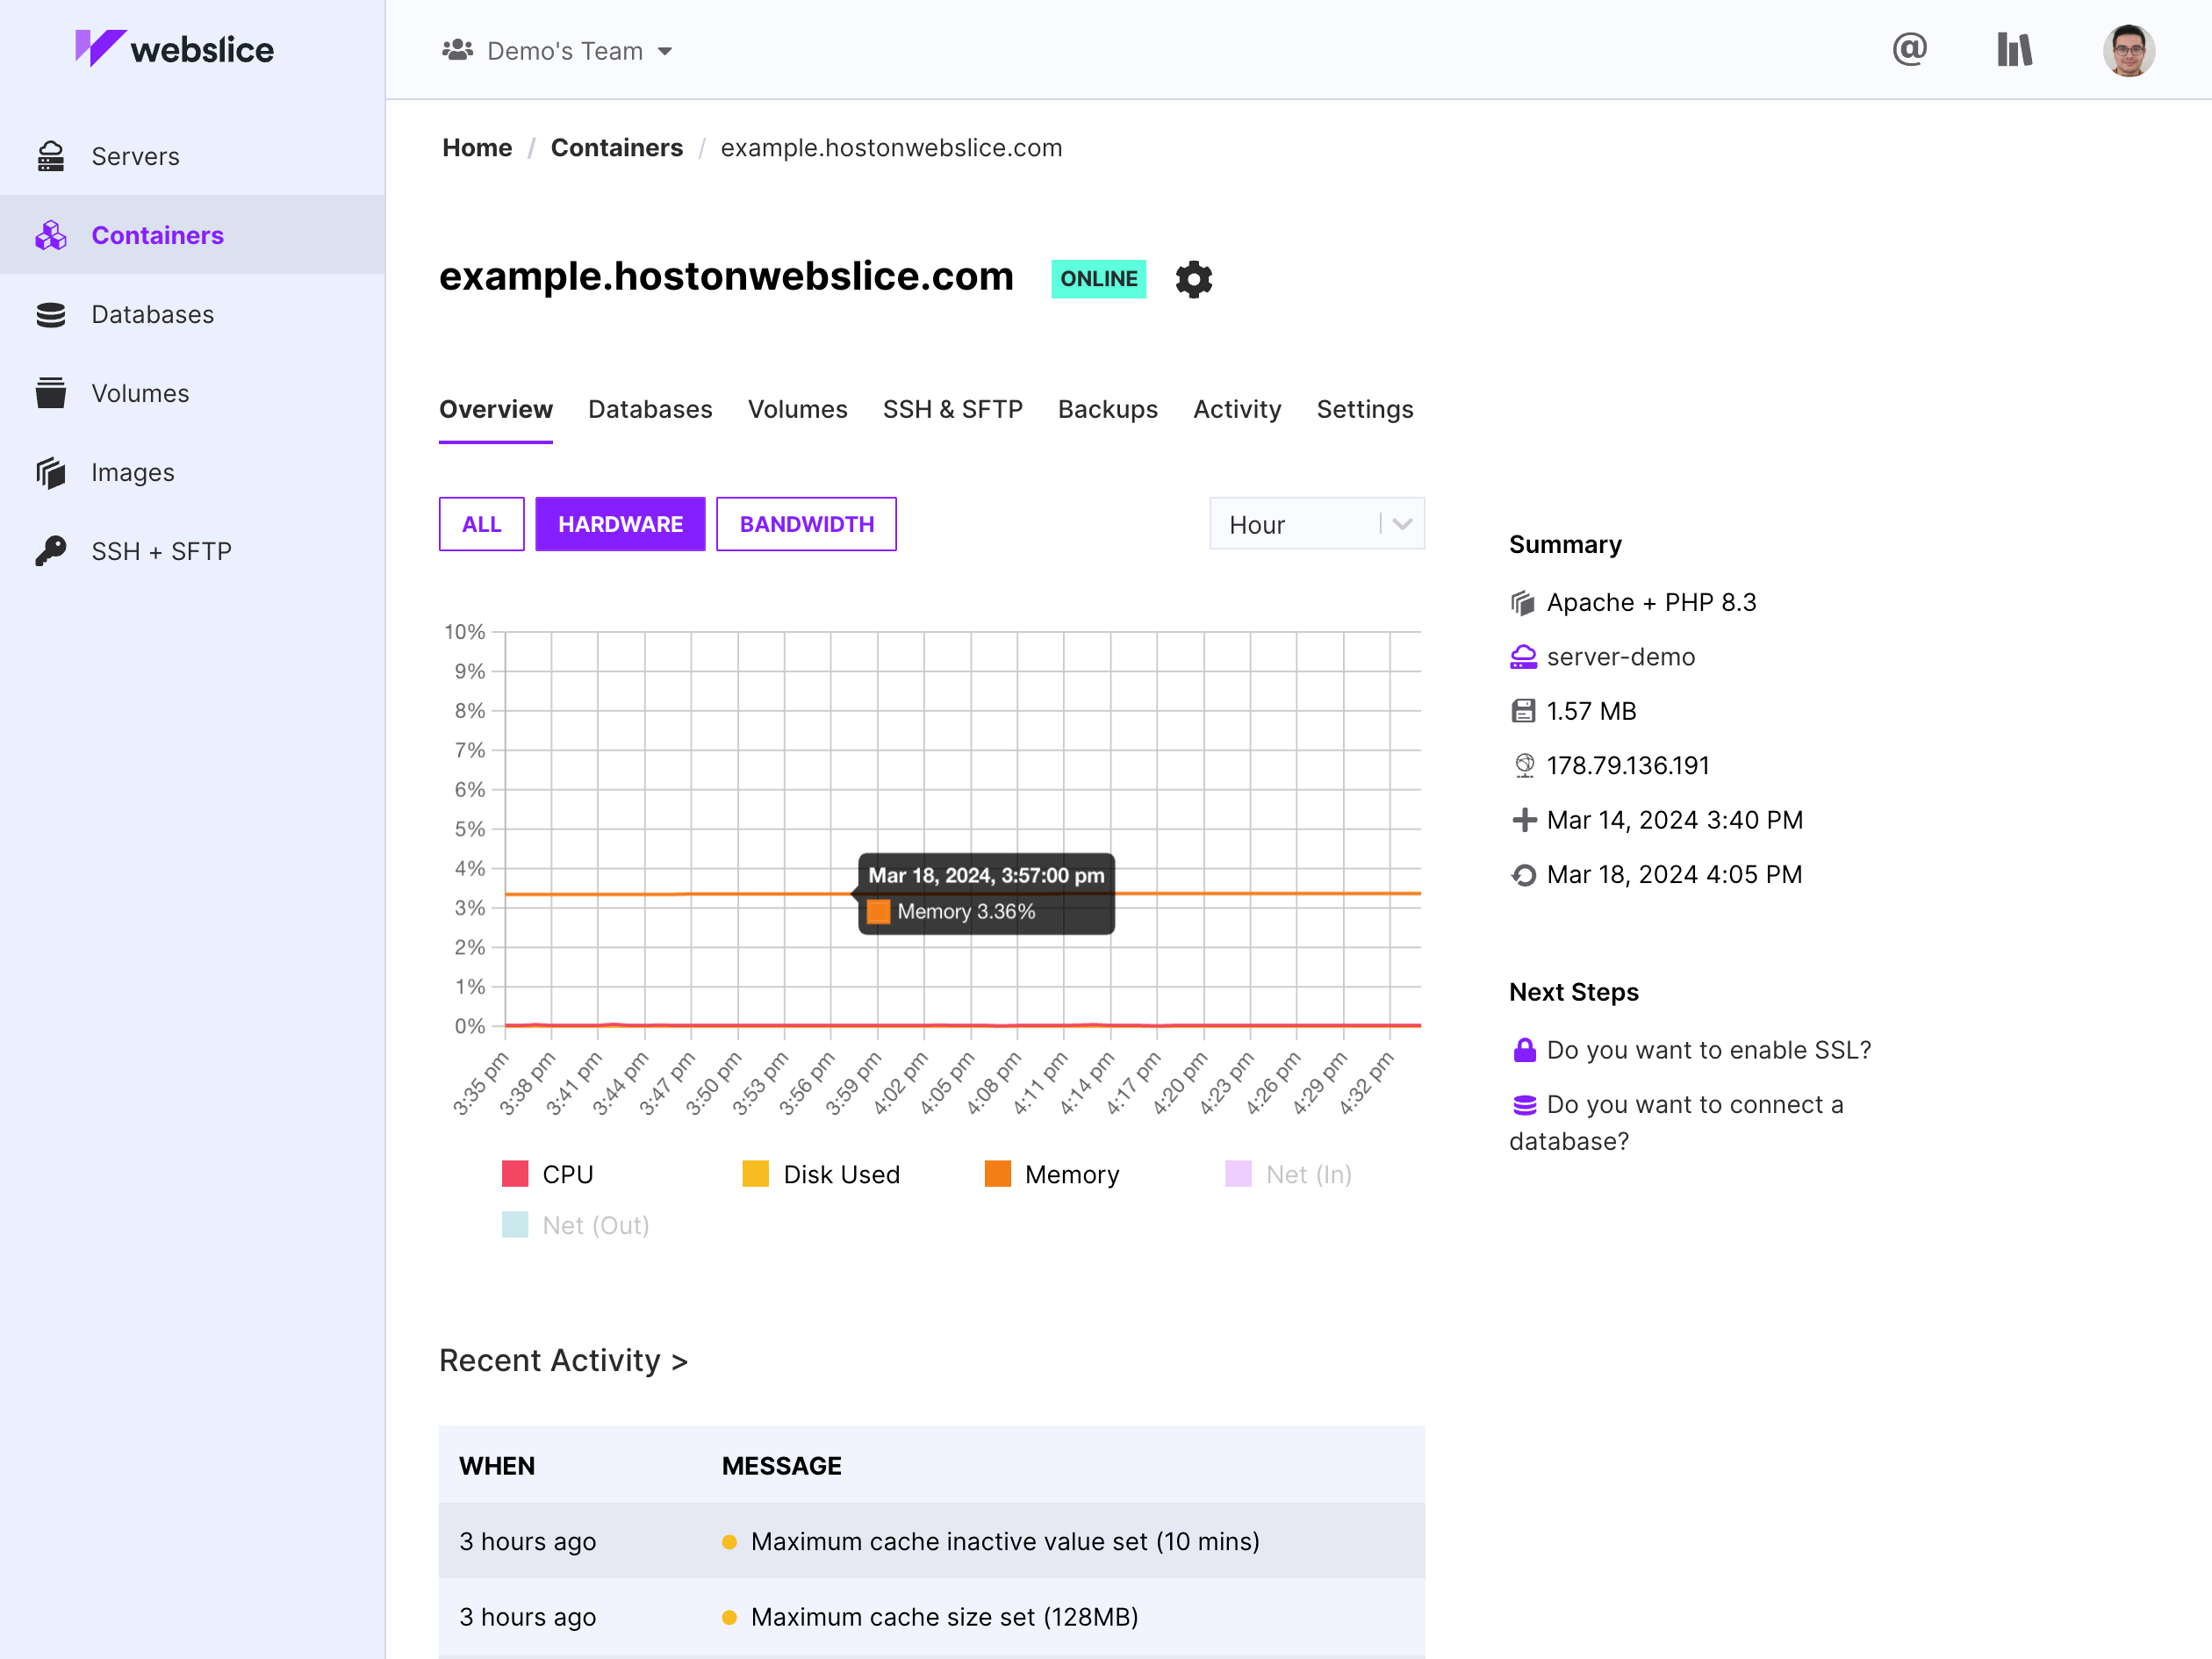 webslice
Demo's Team
@
Servers
Containers
Databases
Volumes
Images
SSH + SFTP
Home / Containers / example.hostonwebslice.com
example.hostonwebslice.com ONLINE
Overview Databases Volumes SSH & SFTP Backups Activity Settings
ALL HARDWARE BANDWIDTH Hour
10%
9%
8%
7%
6%
5%
4%
3%
2%
1%
0%
Mar 18, 2024, 3:57:00 pm
Memory 3.36%
3:35 pm 3:38 pm 3:41 pm 3:44 pm 3:47 pm 3:50 pm 3:53 pm 3:56 pm 3:59 pm 4:02 pm 4:05 pm 4:08 pm 4:11 pm 4:14 pm 4:17 pm 4:20 pm 4:23 pm 4:26 pm 4:29 pm 4:32 pm
CPU Disk Used Memory Net (In)
Net (Out)
Summary
Apache + PHP 8.3
server-demo
1.57 MB
178.79.136.191
Mar 14, 2024 3:40 PM
Mar 18, 2024 4:05 PM
Next Steps
Do you want to enable SSL?
Do you want to connect a
database?
Recent Activity >
WHEN MESSAGE
3 hours ago Maximum cache inactive value set (10 mins)
3 hours ago Maximum cache size set (128MB)